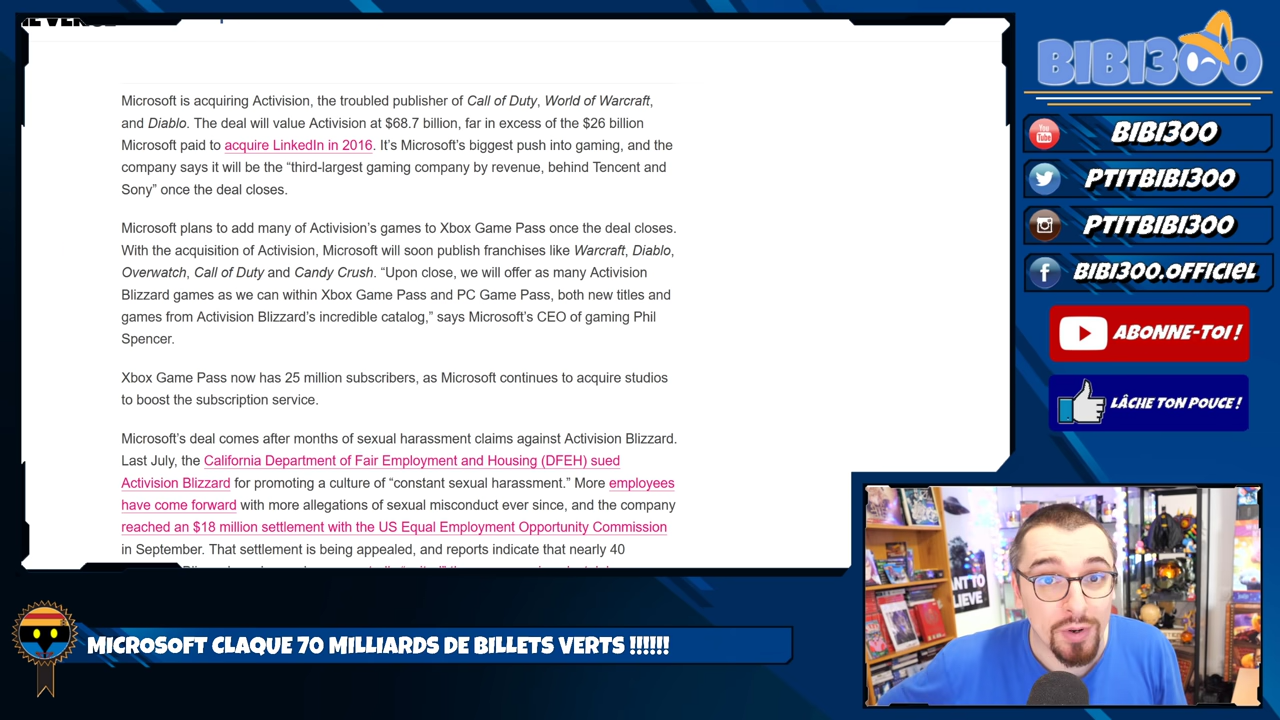 Microsoft is acquiring Activision, the troubled publisher of Call of Duty, World of Warcraft,
and Diablo. The deal will value Activision at $68.7 billion, far in excess of the $26 billion
Microsoft paid to acquire LinkedIn in 2016. It’s Microsoft’s biggest push into gaming, and the
company says it will be the “third-largest gaming company by revenue, behind Tencent and
Sony” once the deal closes.
Microsoft plans to add many of Activision’s games to Xbox Game Pass once the deal closes.
With the acquisition of Activision, Microsoft will soon publish franchises like Warcraft, Diablo,
Overwatch, Call of Duty and Candy Crush. “Upon close, we will offer as many Activision
Blizzard games as we can within Xbox Game Pass and PC Game Pass, both new titles and
games from Activision Blizzard’s incredible catalog,” says Microsoft’s CEO of gaming Phil
Spencer.
Xbox Game Pass now has 25 million subscribers, as Microsoft continues to acquire studios
to boost the subscription service.
Microsoft’s deal comes after months of sexual harassment claims against Activision Blizzard.
Last July, the California Department of Fair Employment and Housing (DFEH) sued
Activision Blizzard for promoting a culture of “constant sexual harassment.” More employees
have come forward with more allegations of sexual misconduct ever since, and the company
reached an $18 million settlement with the US Equal Employment Opportunity Commission
in September. That settlement is being appealed, and reports indicate that nearly 40
BIBI300
You Tube
BIBI300
PTITBIBI300
PTITBIBI300
BIBI300.OFFICIEL
ABONNE-TOI !
LÂCHE TON POUCE !
MICROSOFT CLAQUE 70 MILLIARDS DE BILLETS VERTS !!!!!!